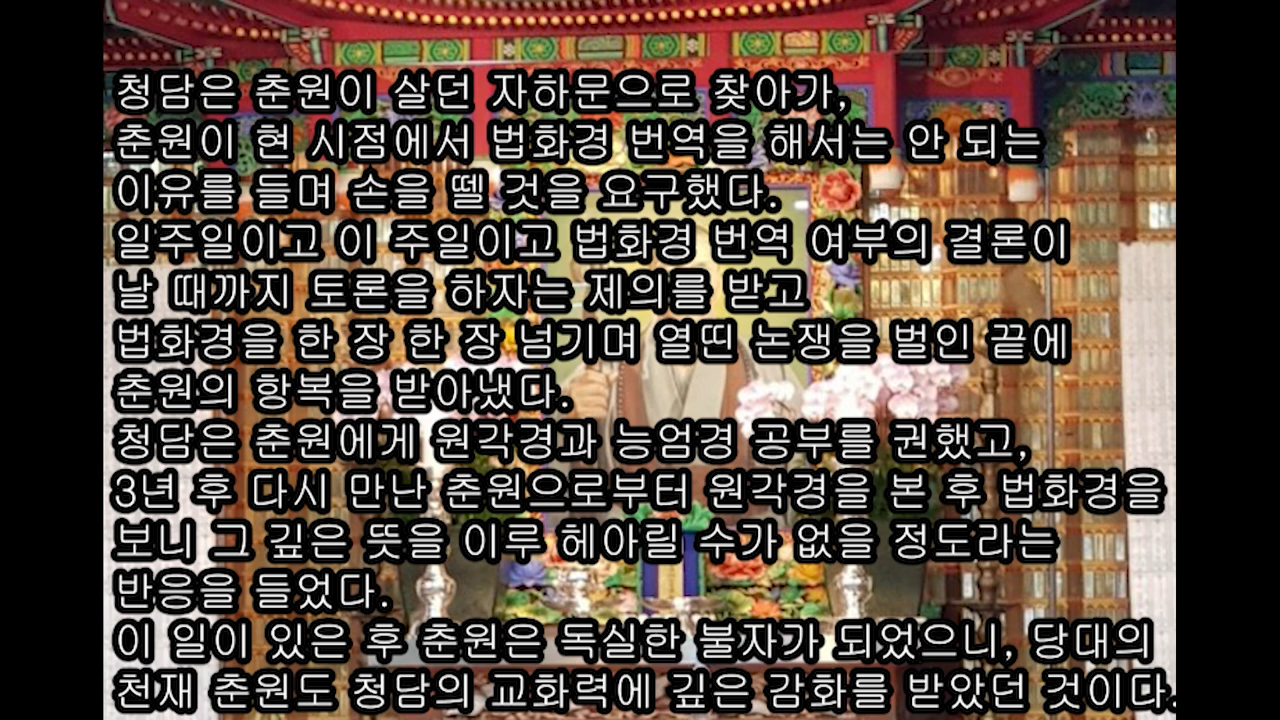 청담은 춘원이 살던 자하문으로 찾아가,
춘원이 현 시점에서 법화경 번역을 해서는 안 되는
이유를 들며 손을 뗄 것을 요구했다.
일주일이고 이 주일이고 법화경 번역 여부의 결론이
날 때까지 토론을 하자는 제의를 받고
법화경을 한 장 한 장 넘기며 열띤 논쟁을 벌인 끝에
춘원의 항복을 받아냈다.
청담은 춘원에게 원각경과 능엄경 공부를 권했고,
3년 후 다시 만난 춘원으로부터 원각경을 본 후 법화경을
보니 그 깊은 뜻을 이루 헤아릴 수가 없을 정도라는
반응을 들었다.
이 일이 있은 후 춘원은 독실한 불자가 되었으니, 당대의
천재 춘원도 청담의 교화력에 깊은 감화를 받았던 것이다.